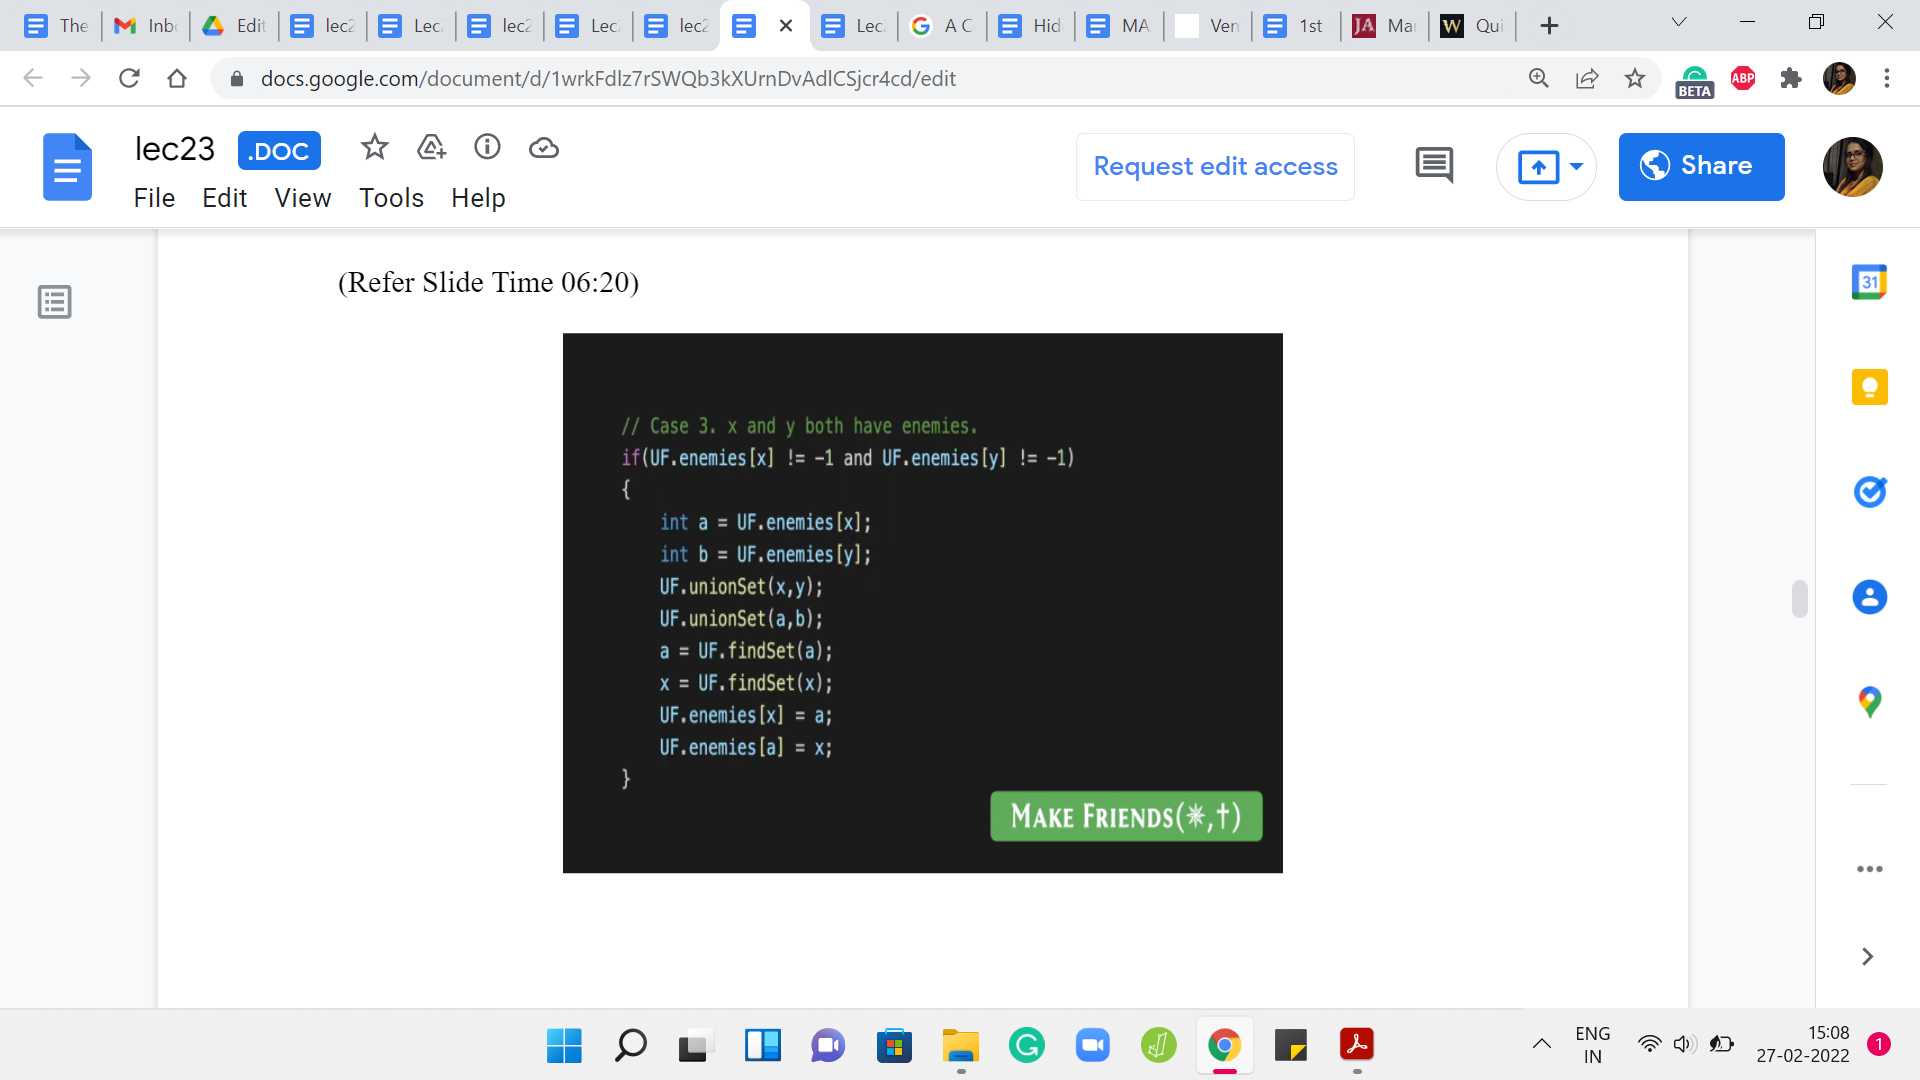 The
Inb
Edit
lec2
Lec
lec2
Lec
lec2
Lec
A C
Hid
MA
Ven
1st
Mar
Qui
docs.google.com/document/d/1wrkFdlz7rSWQb3kXUrnDvAdlCSjcr4cd/edit
BETA
ABP
lec23 .DOC
File Edit View Tools Help
Request edit access
Share
31
(Refer Slide Time 06:20)
// Case 3. x and y both have enemies.
if(UF.enemies[x] != -1 and UF.enemies[y] != -1)
{
int a = UF.enemies[x];
int b = UF.enemies[y];
UF.unionSet(x,y);
UF.unionSet(a,b);
a = UF.findSet(a);
x = UF.findSet(x);
UF.enemies[x] = a;
UF.enemies[a] = x;
}
MAKE FRIENDS(✴,†)
ENG
IN
15:08
27-02-2022
1